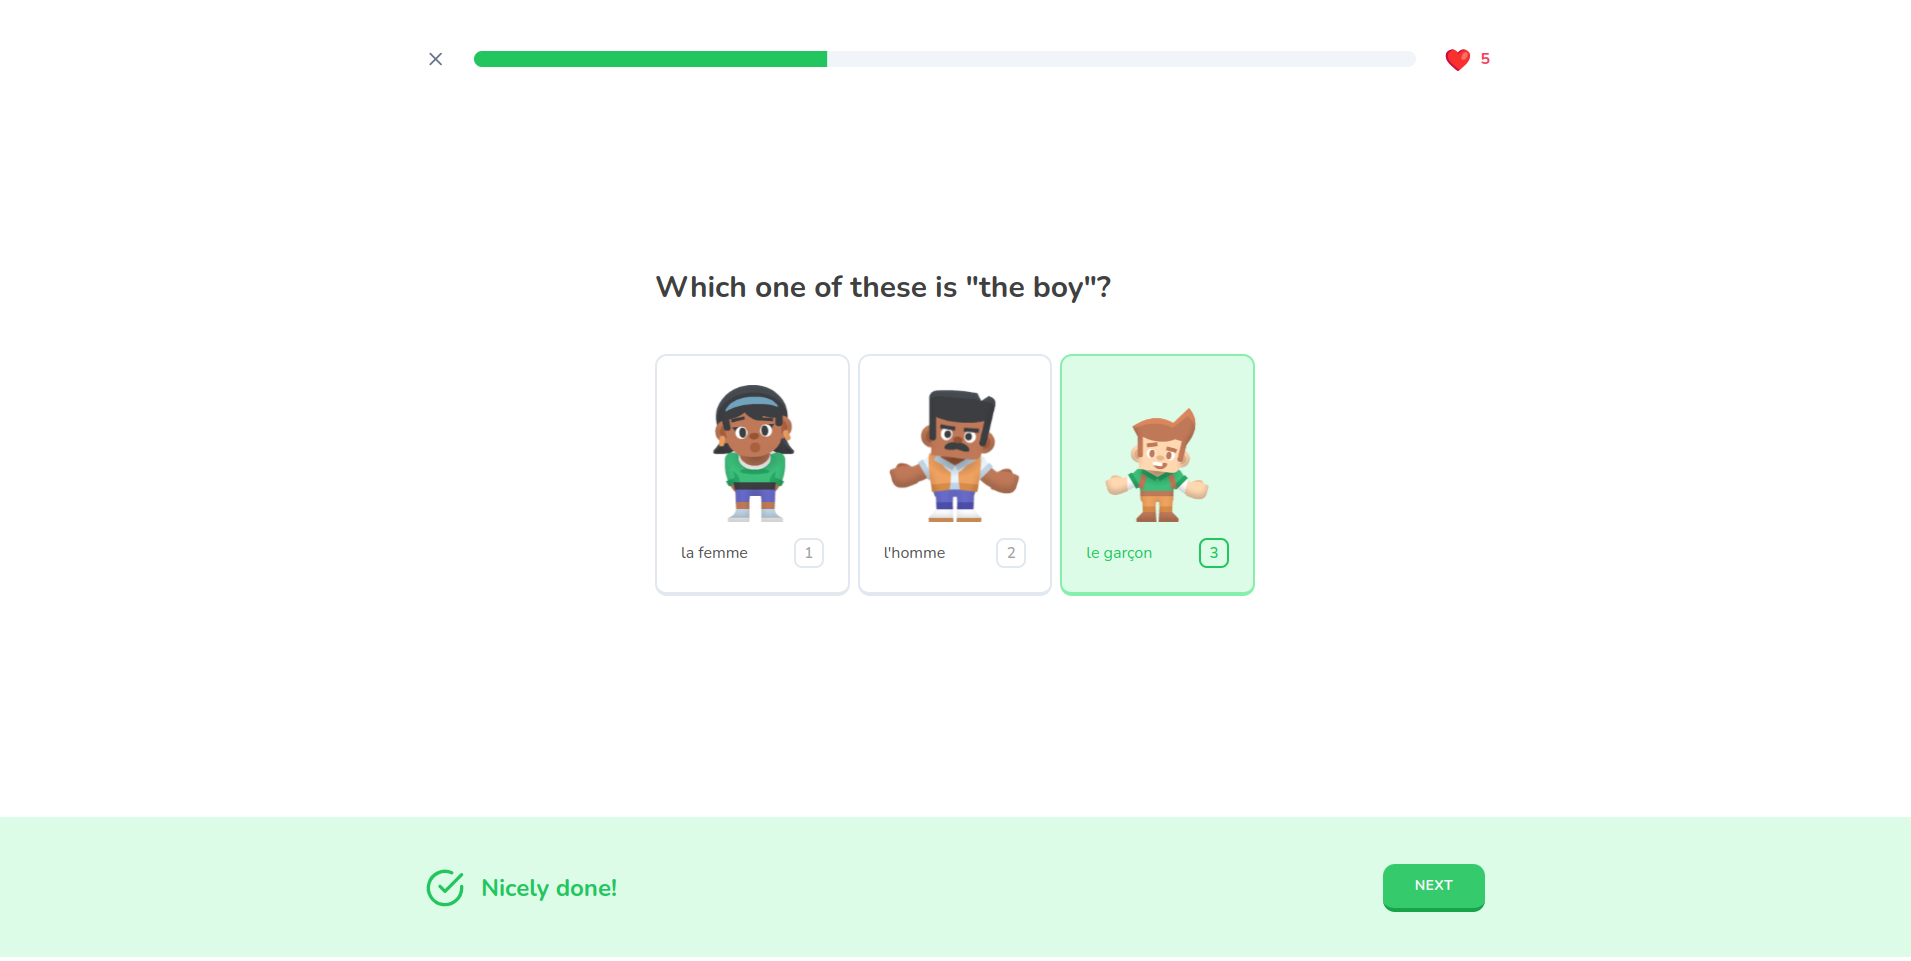 5
Which one of these is "the boy"?
la femme 1
l'homme 2
le garçon 3
Nicely done!
NEXT